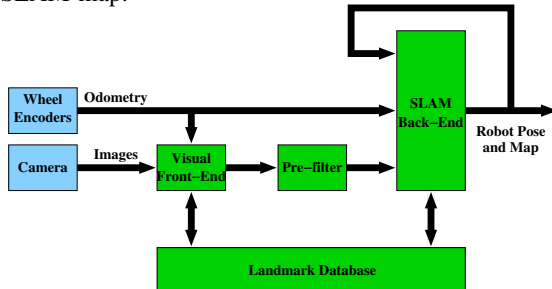 SLAM map.
Wheel
Encoders
Odometry
SLAM
Back-End
Robot Pose
and Map
Camera
Images
Visual
Front-End
Pre-filter
Landmark Database